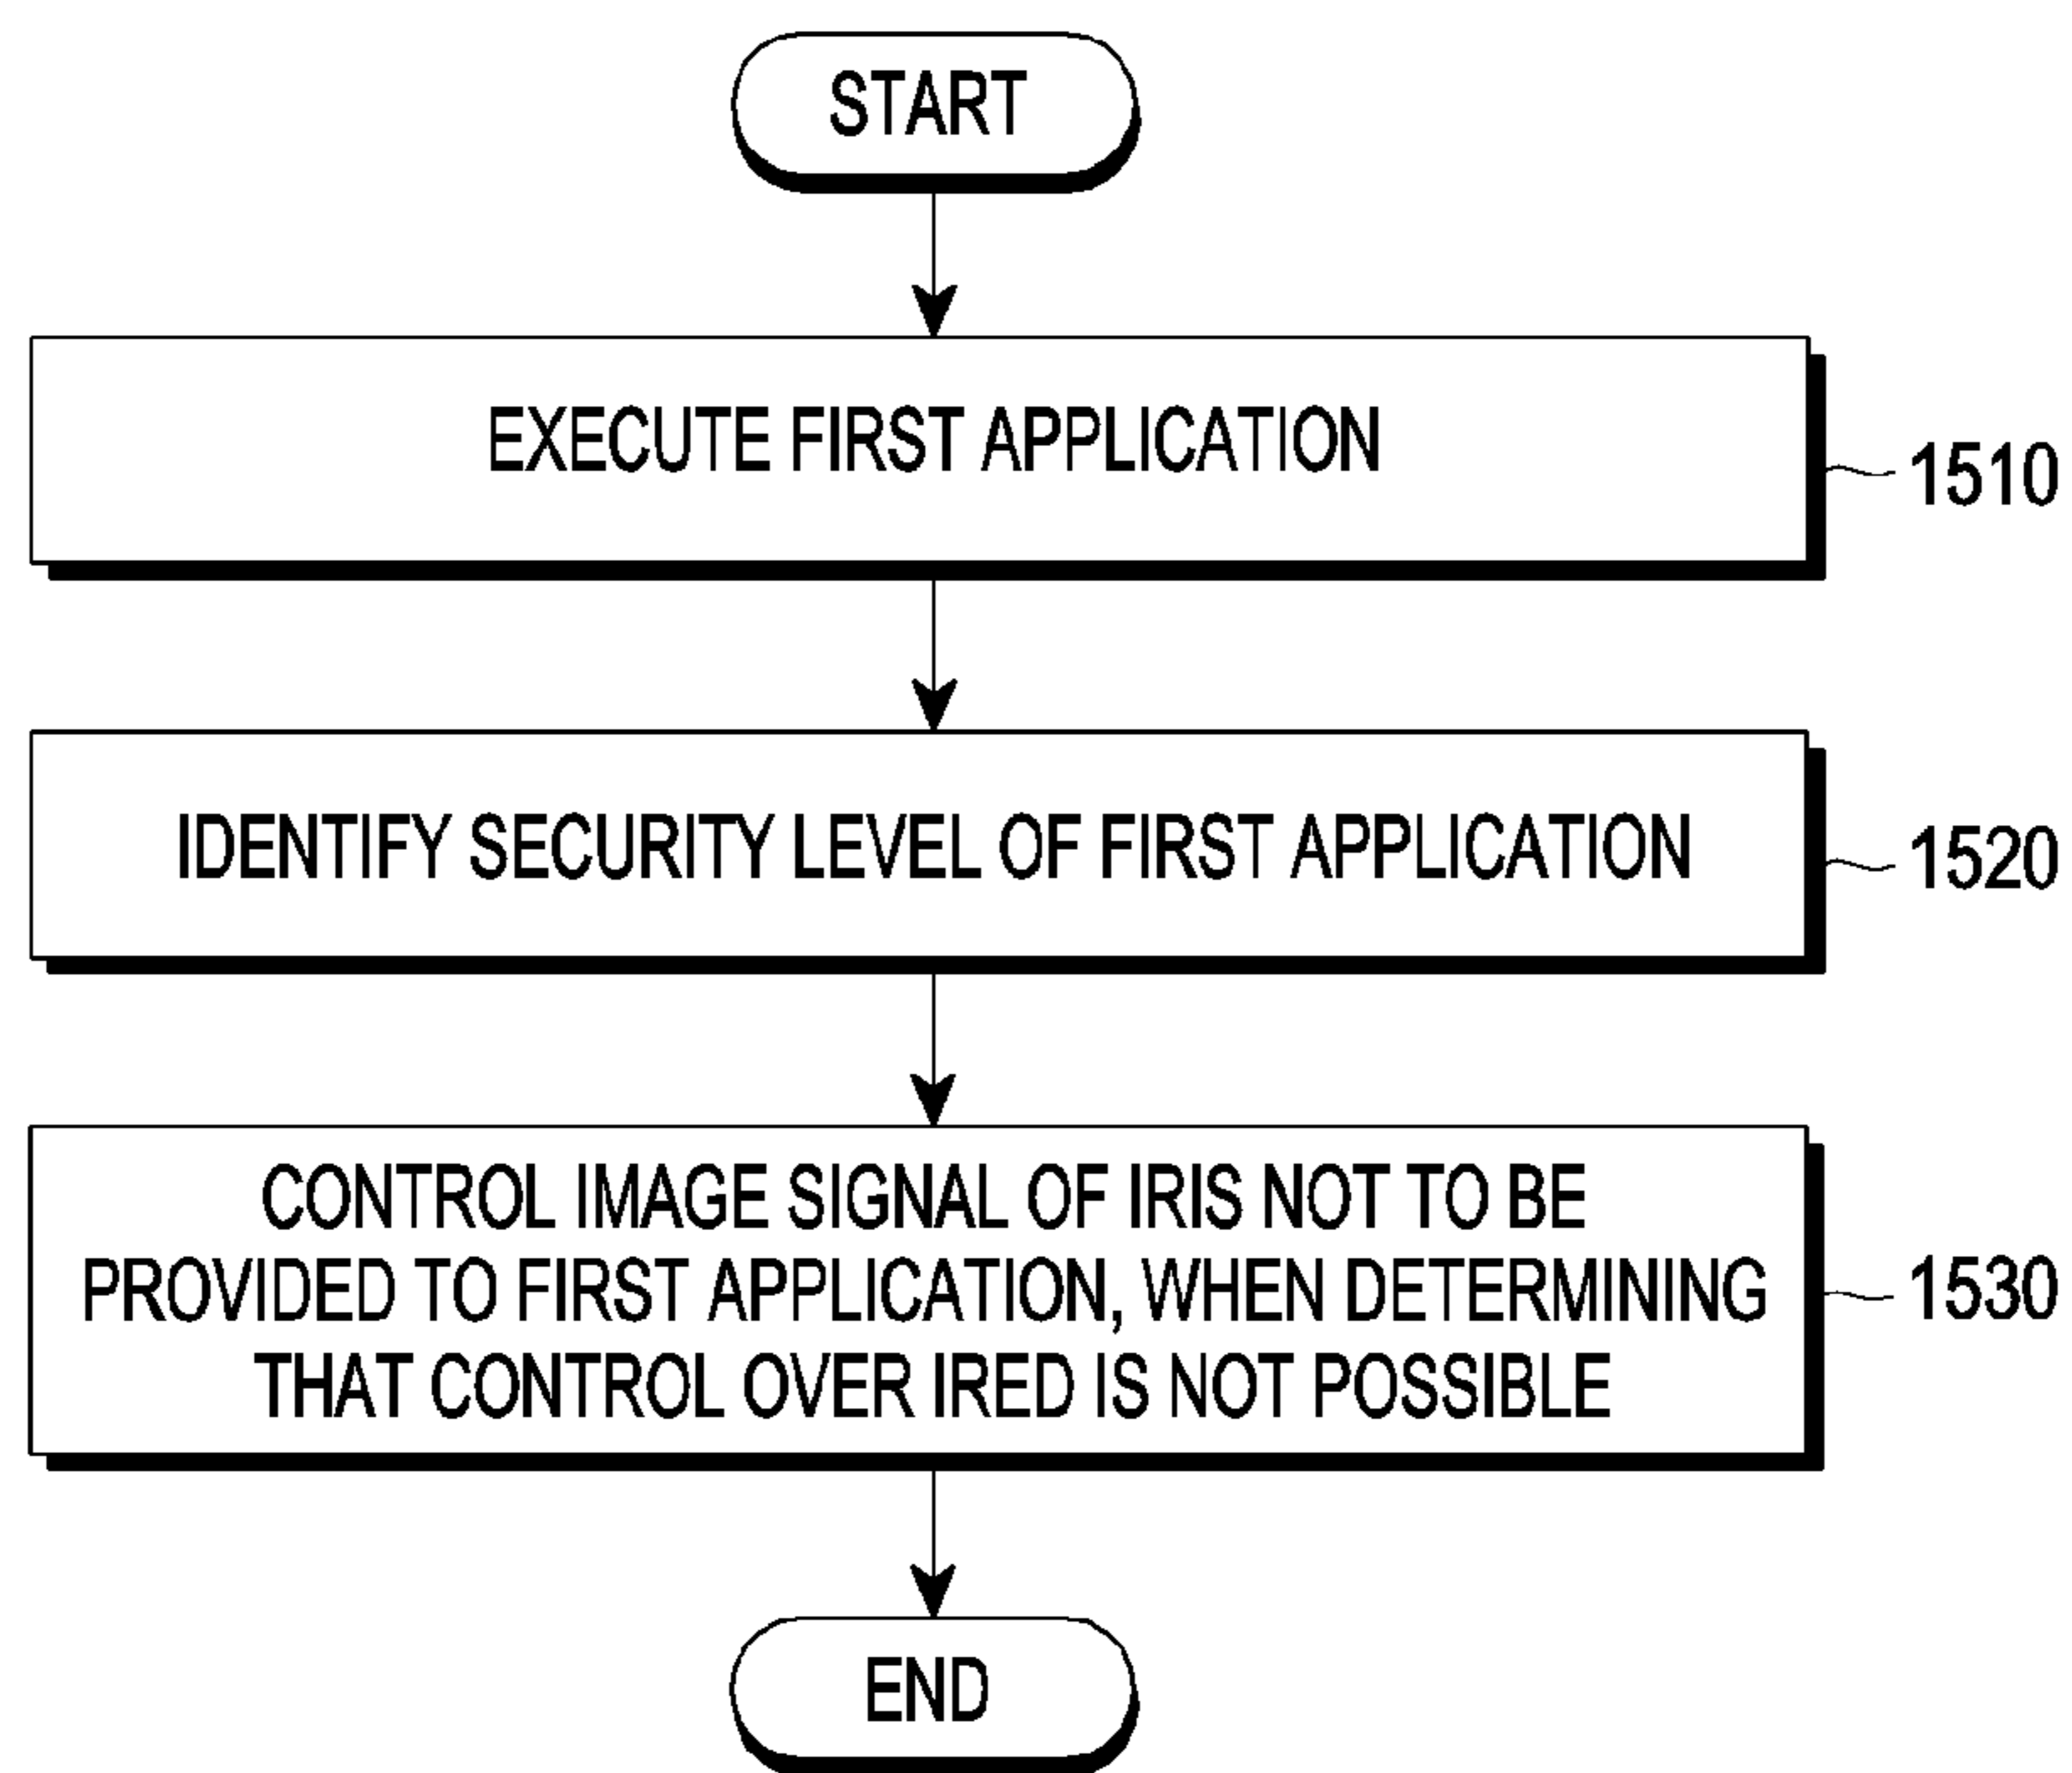 START
EXECUTE FIRST APPLICATION
1510
IDENTIFY SECURITY LEVEL OF FIRST APPLICATION
1520
CONTROL IMAGE SIGNAL OF IRIS NOT TO BE
PROVIDED TO FIRST APPLICATION, WHEN DETERMINING
THAT CONTROL OVER IRED IS NOT POSSIBLE
1530
END